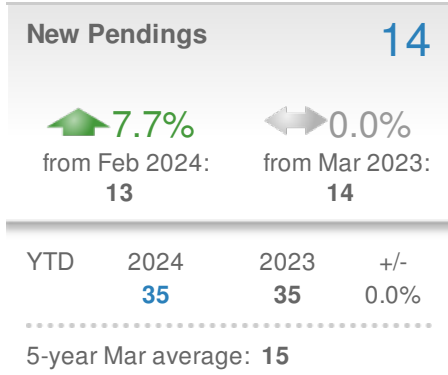 New Pendings 14
7.7% 0.0%
from Feb 2024: from Mar 2023:
13 14
YTD 2024 2023 +/-
35 35 0.0%
5-year Mar average: 15